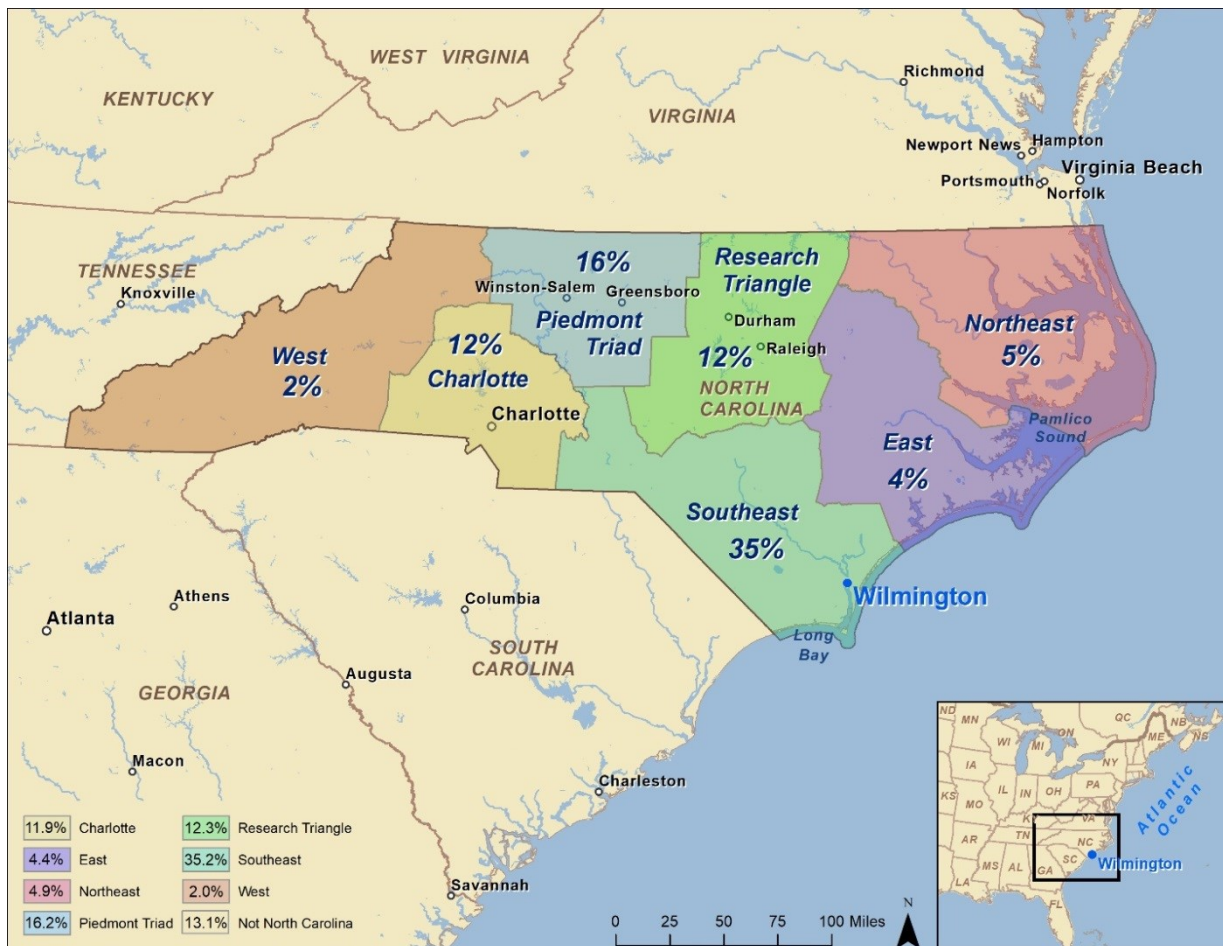 WEST VIRGINIA
KENTUCKY
VIRGINIA
Richmond
Newport News
Hampton
Virginia Beach
Portsmouth
Norfolk
TENNESSEE
Knoxville
16%
Winston-Salem
Greensboro
Piedmont
Triad
Research
Triangle
Durham
Raleigh
12%
NORTH
CAROLINA
Northeast
5%
West
2%
12%
Charlotte
Charlotte
Pamlico
Sound
East
4%
Southeast
35%
Wilmington
Long
Bay
Atlanta
Athens
Columbia
SOUTH
CAROLINA
Augusta
GEORGIA
Macon
Charleston
Savannah
11.9% Charlotte
4.4% East
4.9% Northeast
16.2% Piedmont Triad
12.3% Research Triangle
35.2% Southeast
2.0% West
13.1% Not North Carolina
0 25 50 75 100 Miles
N
ND
MN
WI
MI
ON
QC
NB
ME
NS
NY
IA
PA
IL
IN
OH
KS
MO
VA
AR
TN
NC
MS
AL
GA
SC
LA
FL
Wilmington
Atlantic
Ocean